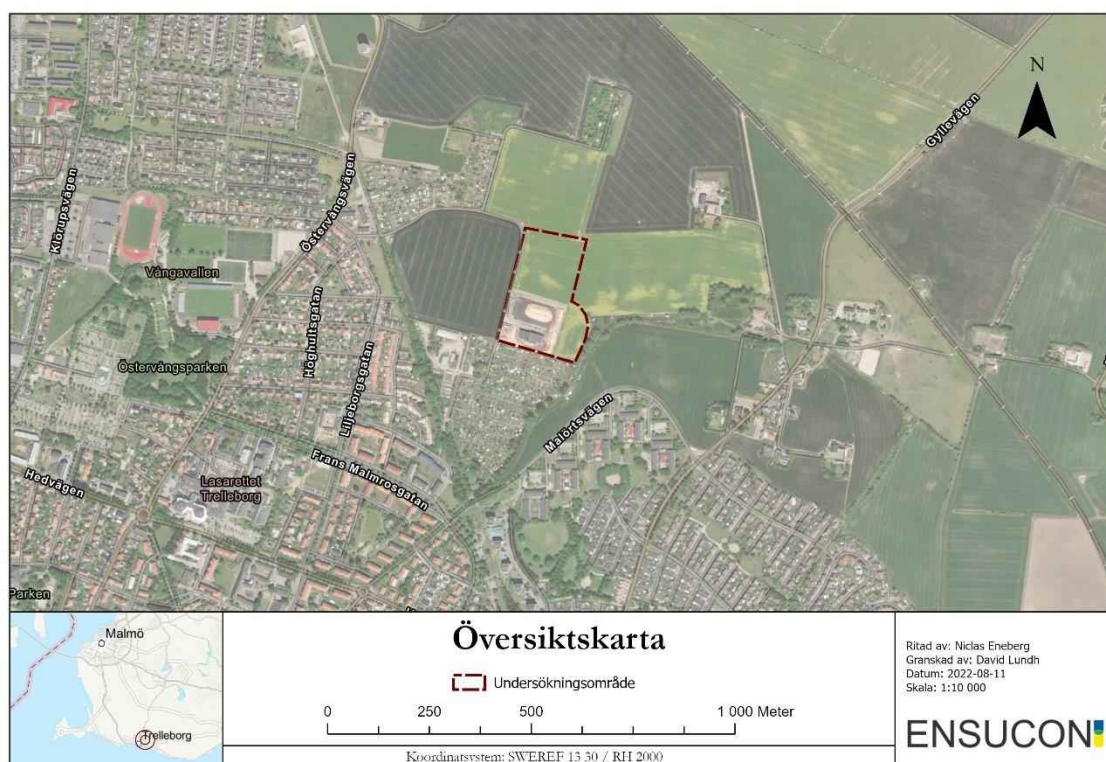 N
Gyllevägen
Östervångsvägen
Klörupsvägen
Vångavallen
Höghultsgatan
Östervångsparken
Liljeborgsgatan
Malörtsvägen
Frans Malmrosgatan
Hedvägen
Lasarettet
Trelleborg
Parken
Malmö
Trelleborg
Översiktskarta
Undersökningsområde
0 250 500 1 000 Meter
Koordinatsystem: SWEREF 13 30 / RH 2000
Ritad av: Niclas Eneberg
Granskad av: David Lundh
Datum: 2022-08-11
Skala: 1:10 000
ENSUCON